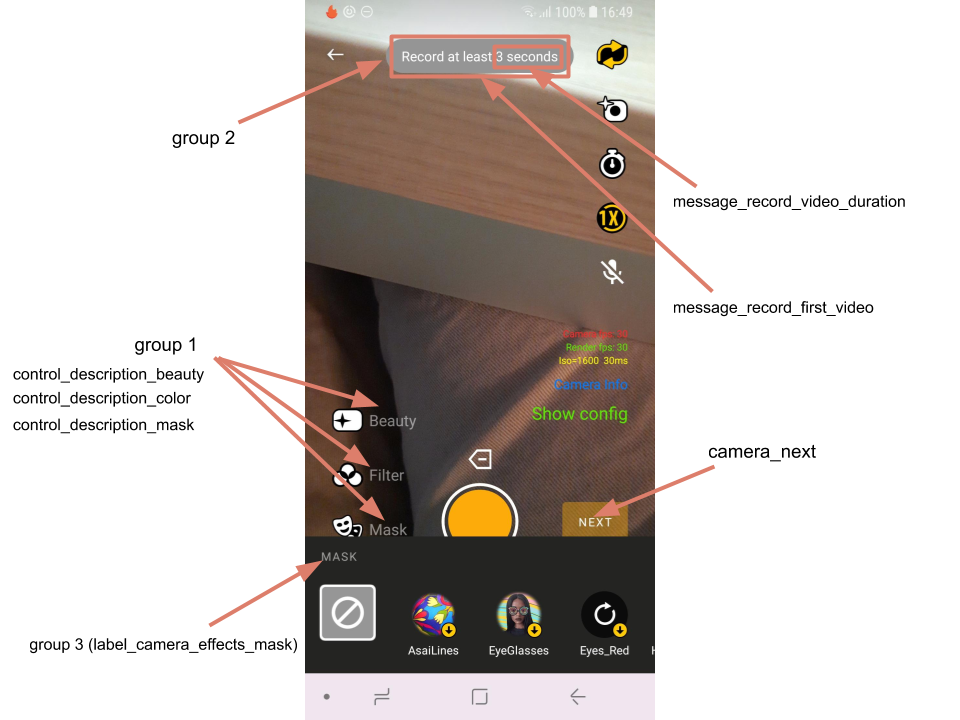 100% 16:49
Record at least 3 seconds
group 2
message_record_video_duration
1X
message_record_first_video
Camera fps: 30
group 1
Render fps: 30
Iso=1600 30ms
control_description_beauty
Camera Info
control_description_color
Show config
control_description_mask
Beauty
camera_next
Filter
NEXT
Mask
MASK
group 3 (label_camera_effects_mask)
AsaiLines EyeGlasses Eyes_Red